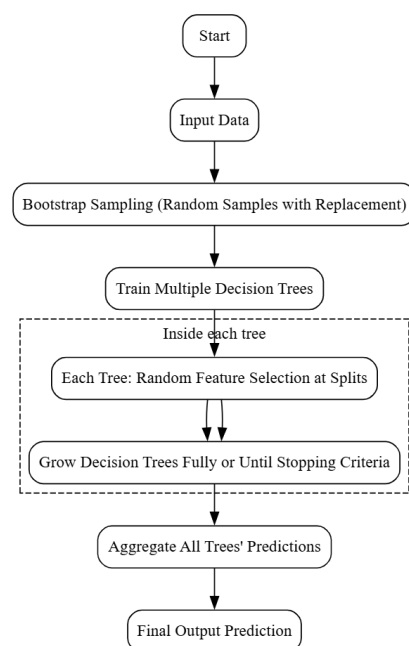 Start
Input Data
Bootstrap Sampling (Random Samples with Replacement)
Train Multiple Decision Trees
Inside each tree
Each Tree: Random Feature Selection at Splits
Grow Decision Trees Fully or Until Stopping Criteria
Aggregate All Trees' Predictions
Final Output Prediction